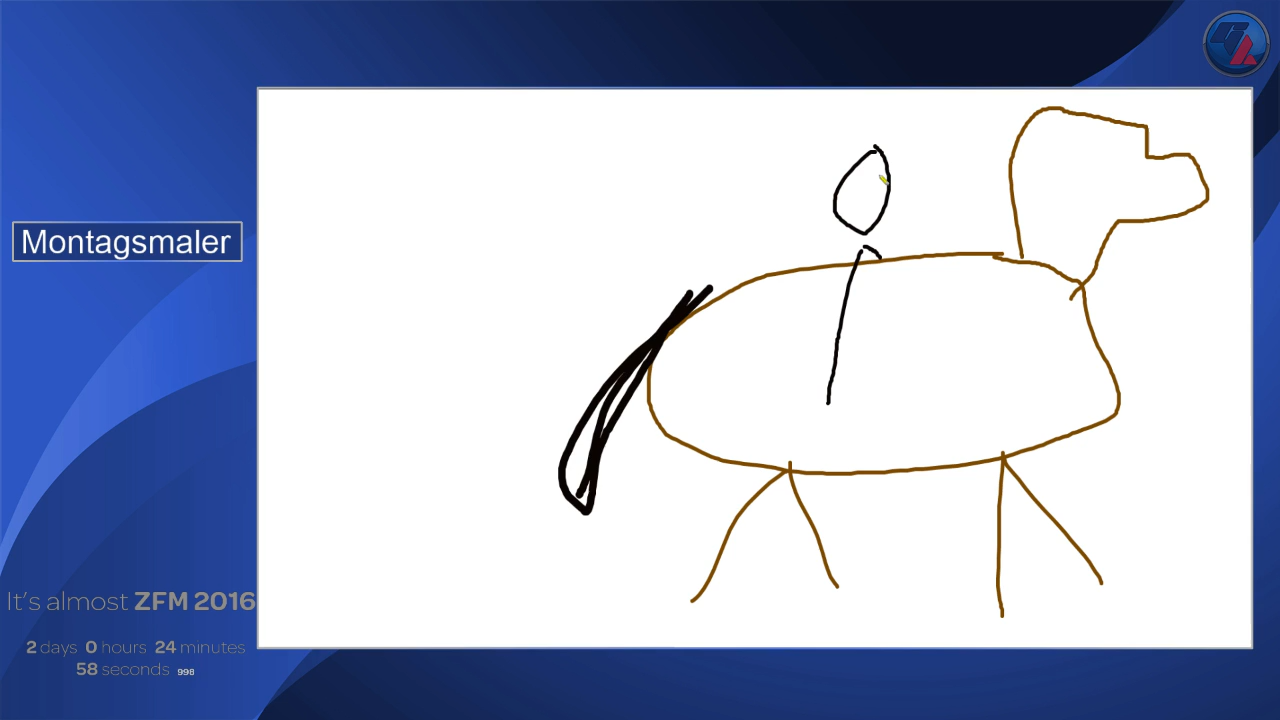 Montagsmaler
It's almost ZFM 2016
2 days 0 hours 24 minutes
58 seconds 998